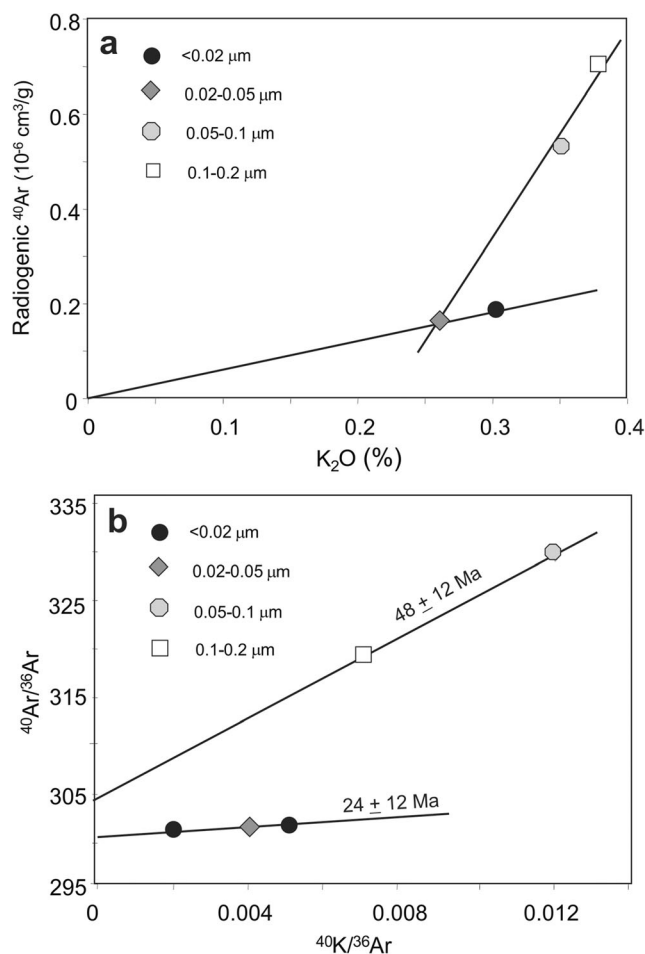 a
<0.02 μm
0.02-0.05 μm
0.05-0.1 μm
0.1-0.2 μm
Radiogenic ⁴⁰Ar (10⁻⁶ cm³/g)
0.8
0.6
0.4
0.2
0
0 0.1 0.2 0.3 0.4
K₂O (%)
b
<0.02 μm
0.02-0.05 μm
0.05-0.1 μm
0.1-0.2 μm
48 ± 12 Ma
24 ± 12 Ma
⁴⁰Ar/³⁶Ar
335
325
315
305
295
0 0.004 0.008 0.012
⁴⁰K/³⁶Ar